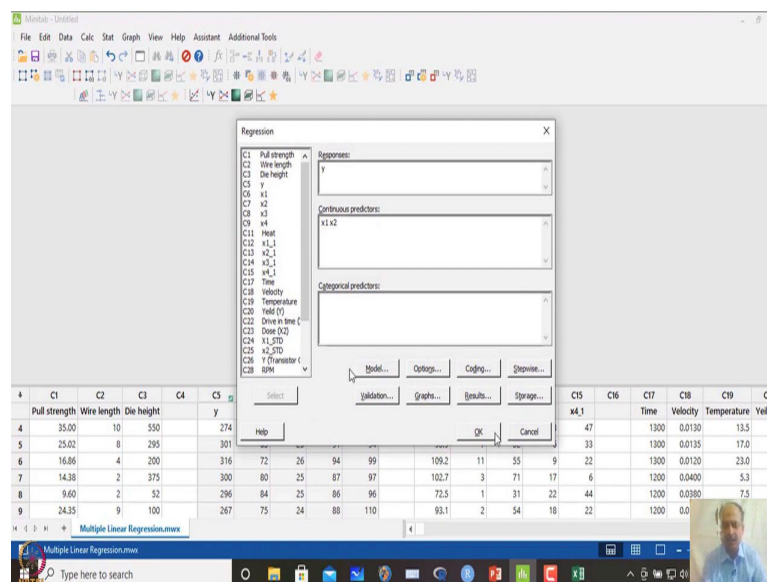 Minitab - Untitled
File Edit Data Calc Stat Graph View Help Assistant Additional Tools
Regression X
C1 Pull strength
C2 Wire length
C3 Die height
C5 y
C6 x1
C7 x2
C8 x3
C9 x4
C11 Heat
C12 x1_1
C13 x2_1
C14 x3_1
C15 x4_1
C17 Time
C18 Velocity
C19 Temperature
C20 Yeild (Y)
C22 Drive in time (
C23 Dose (X2)
C24 X1_STD
C25 x2_STD
C26 Y (Transistor (
C28 RPM
Responses:
y
Continuous predictors:
x1 x2
Categorical predictors:
Model... Options... Coding... Stepwise...
Select Validation... Graphs... Results... Storage...
Help OK Cancel
C1 C2 C3 C4 C5 C15 C16 C17 C18 C19
Pull strength Wire length Die height y x4_1 Time Velocity Temperature
4 35.00 10 550 274 47 1300 0.0130 13.5
5 25.02 8 295 301 33 1300 0.0135 17.0
6 16.86 4 200 316 72 26 94 99 109.2 11 55 9 22 1300 0.0120 23.0
7 14.38 2 375 300 80 25 87 97 102.7 3 71 17 6 1200 0.0400 5.3
8 9.60 2 52 296 84 25 86 96 72.5 1 31 22 44 1200 0.0380 7.5
9 24.35 9 100 267 75 24 88 110 93.1 2 54 18 22 1200
Multiple Linear Regression.mwx
Multiple Linear Regression.mwx
Type here to search